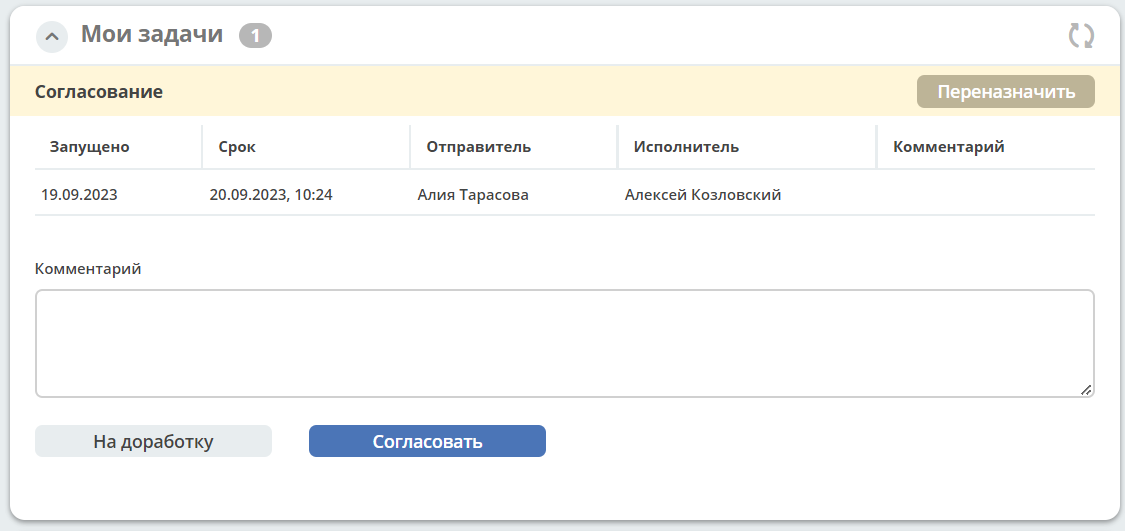 Мои задачи 1
Согласование Переназначить
Запущено Срок Отправитель Исполнитель Комментарий
19.09.2023 20.09.2023, 10:24 Алия Тарасова Алексей Козловский
Комментарий
На доработку Согласовать